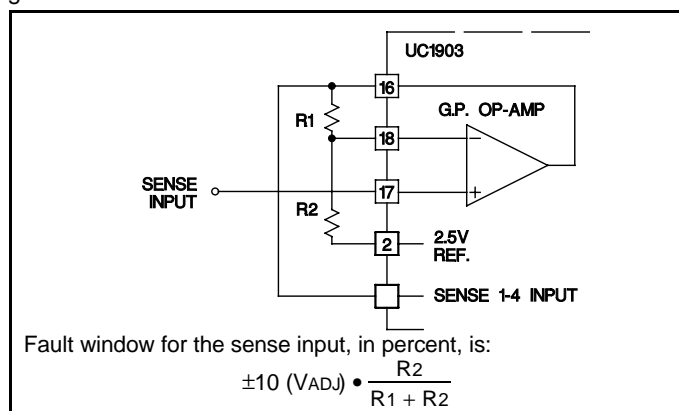 g
UC1903
16
G.P. OP-AMP
R1
18
−
SENSE
INPUT
17
+
R2
2
2.5V
REF.
SENSE 1-4 INPUT
Fault window for the sense input, in percent, is:
±10 (VADJ) • R2
R1 + R2